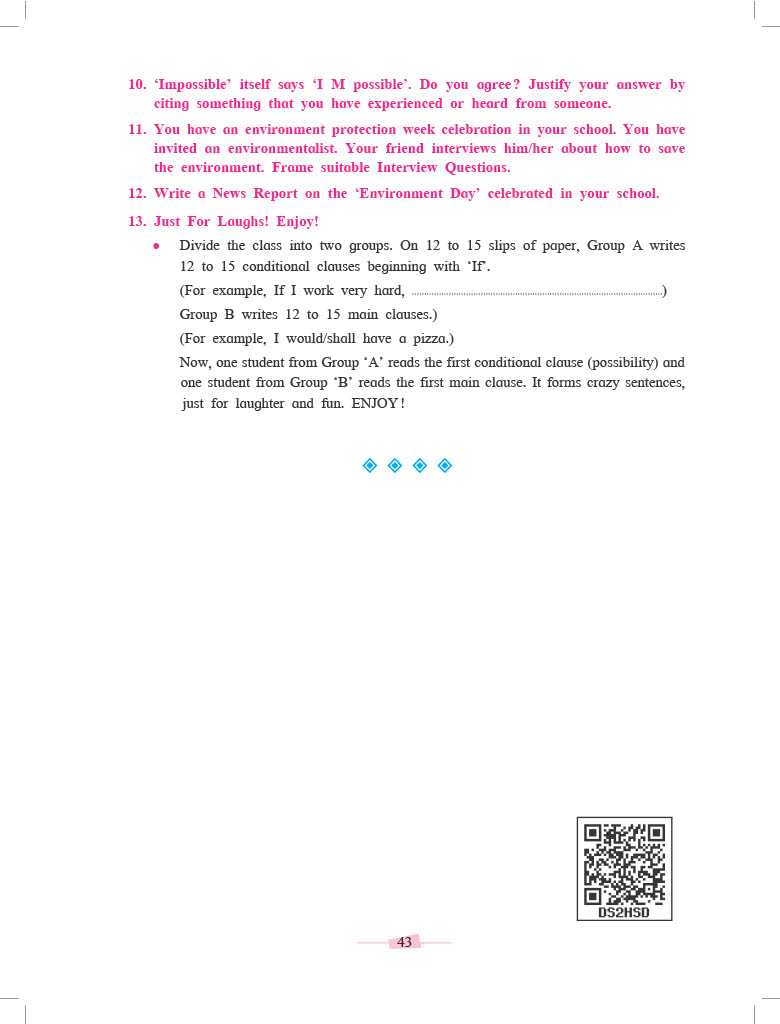 10. ‘Impossible’ itself says ‘I M possible’. Do you agree? Justify your answer by
citing something that you have experienced or heard from someone.
11. You have an environment protection week celebration in your school. You have
invited an environmentalist. Your friend interviews him/her about how to save
the environment. Frame suitable Interview Questions.
12. Write a News Report on the ‘Environment Day’ celebrated in your school.
13. Just For Laughs! Enjoy!
• Divide the class into two groups. On 12 to 15 slips of paper, Group A writes
12 to 15 conditional clauses beginning with ‘If’.
(For example, If I work very hard, ....................................................................................................)
Group B writes 12 to 15 main clauses.)
(For example, I would/shall have a pizza.)
Now, one student from Group ‘A’ reads the first conditional clause (possibility) and
one student from Group ‘B’ reads the first main clause. It forms crazy sentences,
just for laughter and fun. ENJOY!
DS2HSD
43